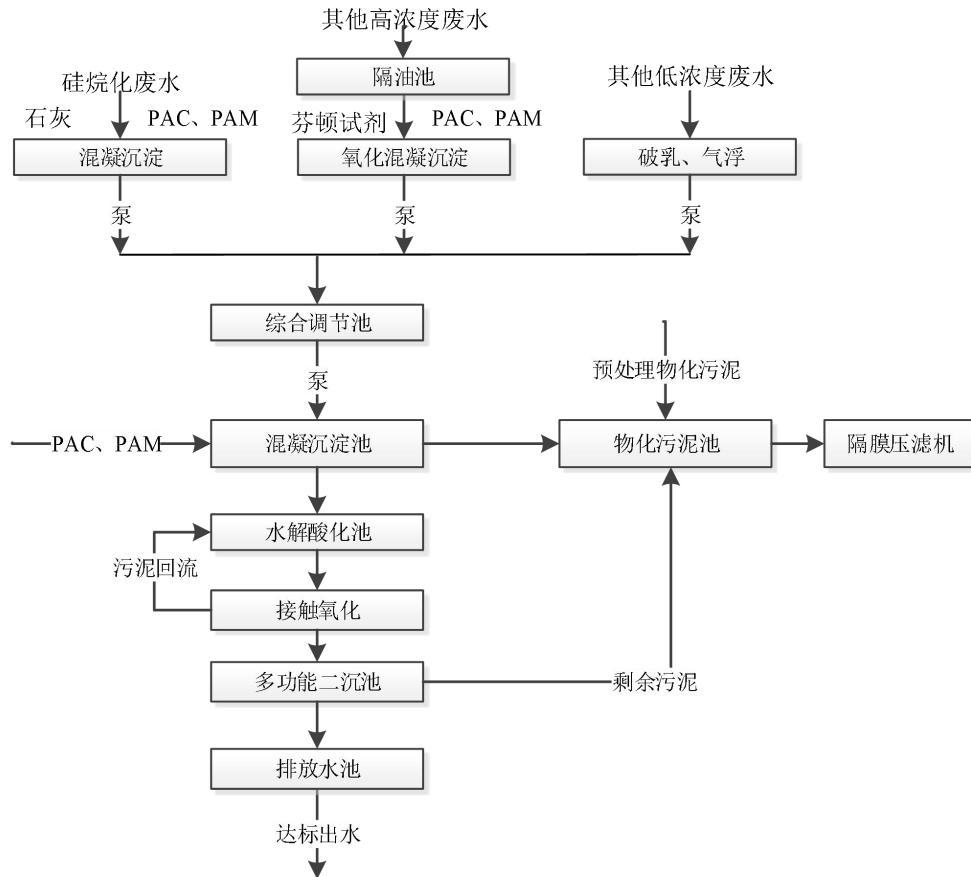 其他高浓度废水
硅烷化废水
隔油池
其他低浓度废水
石灰
PAC、PAM
芬顿试剂
PAC、PAM
混凝沉淀
氧化混凝沉淀
破乳、气浮
泵
泵
泵
综合调节池
泵
预处理物化污泥
PAC、PAM
混凝沉淀池
物化污泥池
隔膜压滤机
水解酸化池
污泥回流
接触氧化
多功能二沉池
剩余污泥
排放水池
达标出水